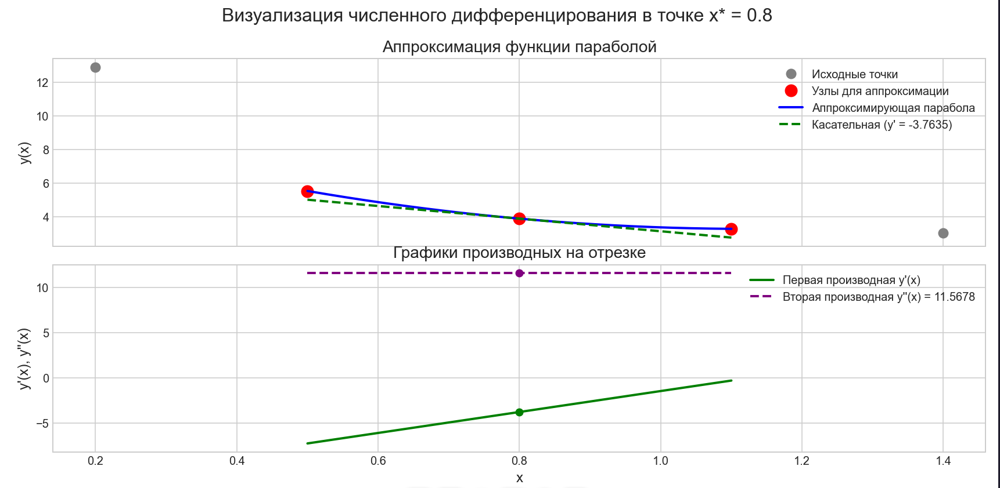 Визуализация численного дифференцирования в точке x* = 0.8
Аппроксимация функции параболой
y(x)
12
10
8
6
4
Исходные точки
Узлы для аппроксимации
Аппроксимирующая парабола
Касательная (y' = -3.7635)
Графики производных на отрезке
y'(x), y''(x)
10
5
0
−5
Первая производная y'(x)
Вторая производная y''(x) = 11.5678
0.2 0.4 0.6 0.8 1.0 1.2 1.4
x